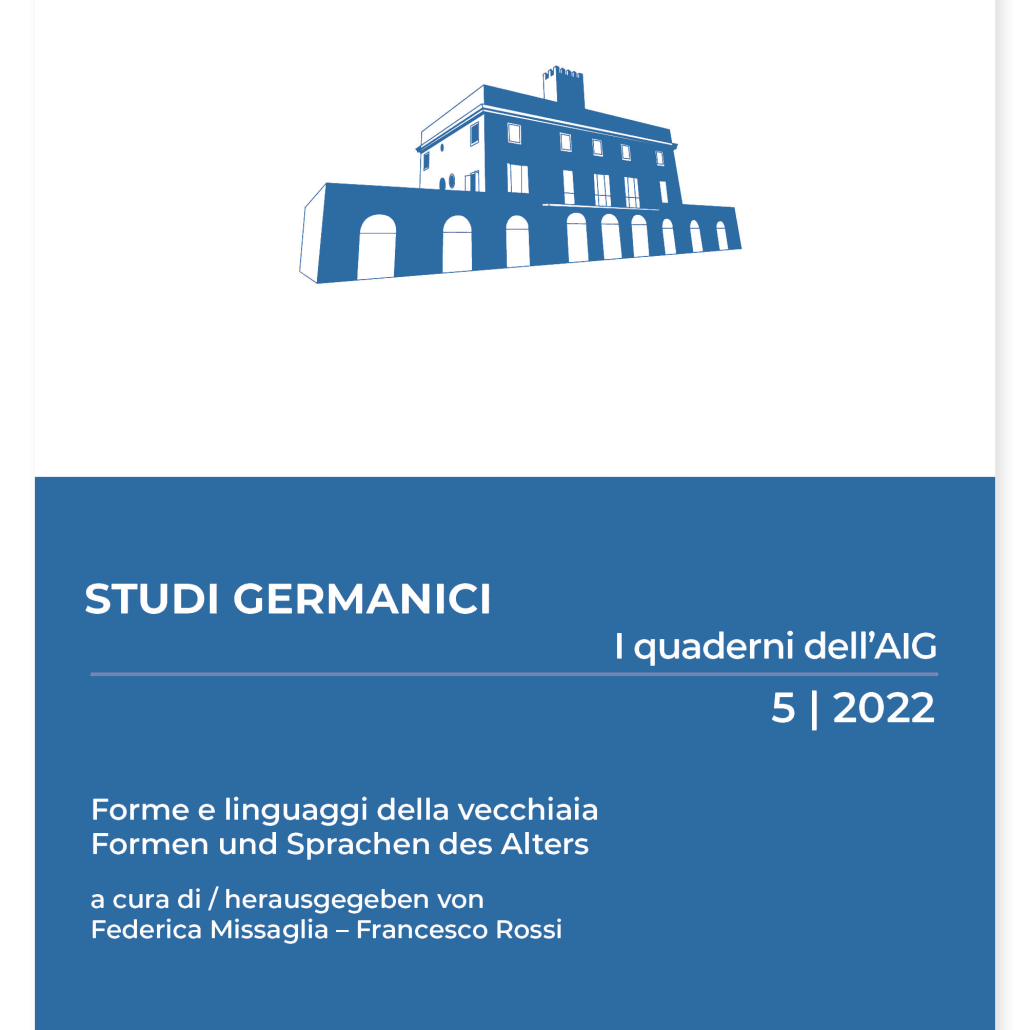 STUDI GERMANICI
I quaderni dell’AIG
5 | 2022
Forme e linguaggi della vecchiaia
Formen und Sprachen des Alters
a cura di / herausgegeben von
Federica Missaglia – Francesco Rossi